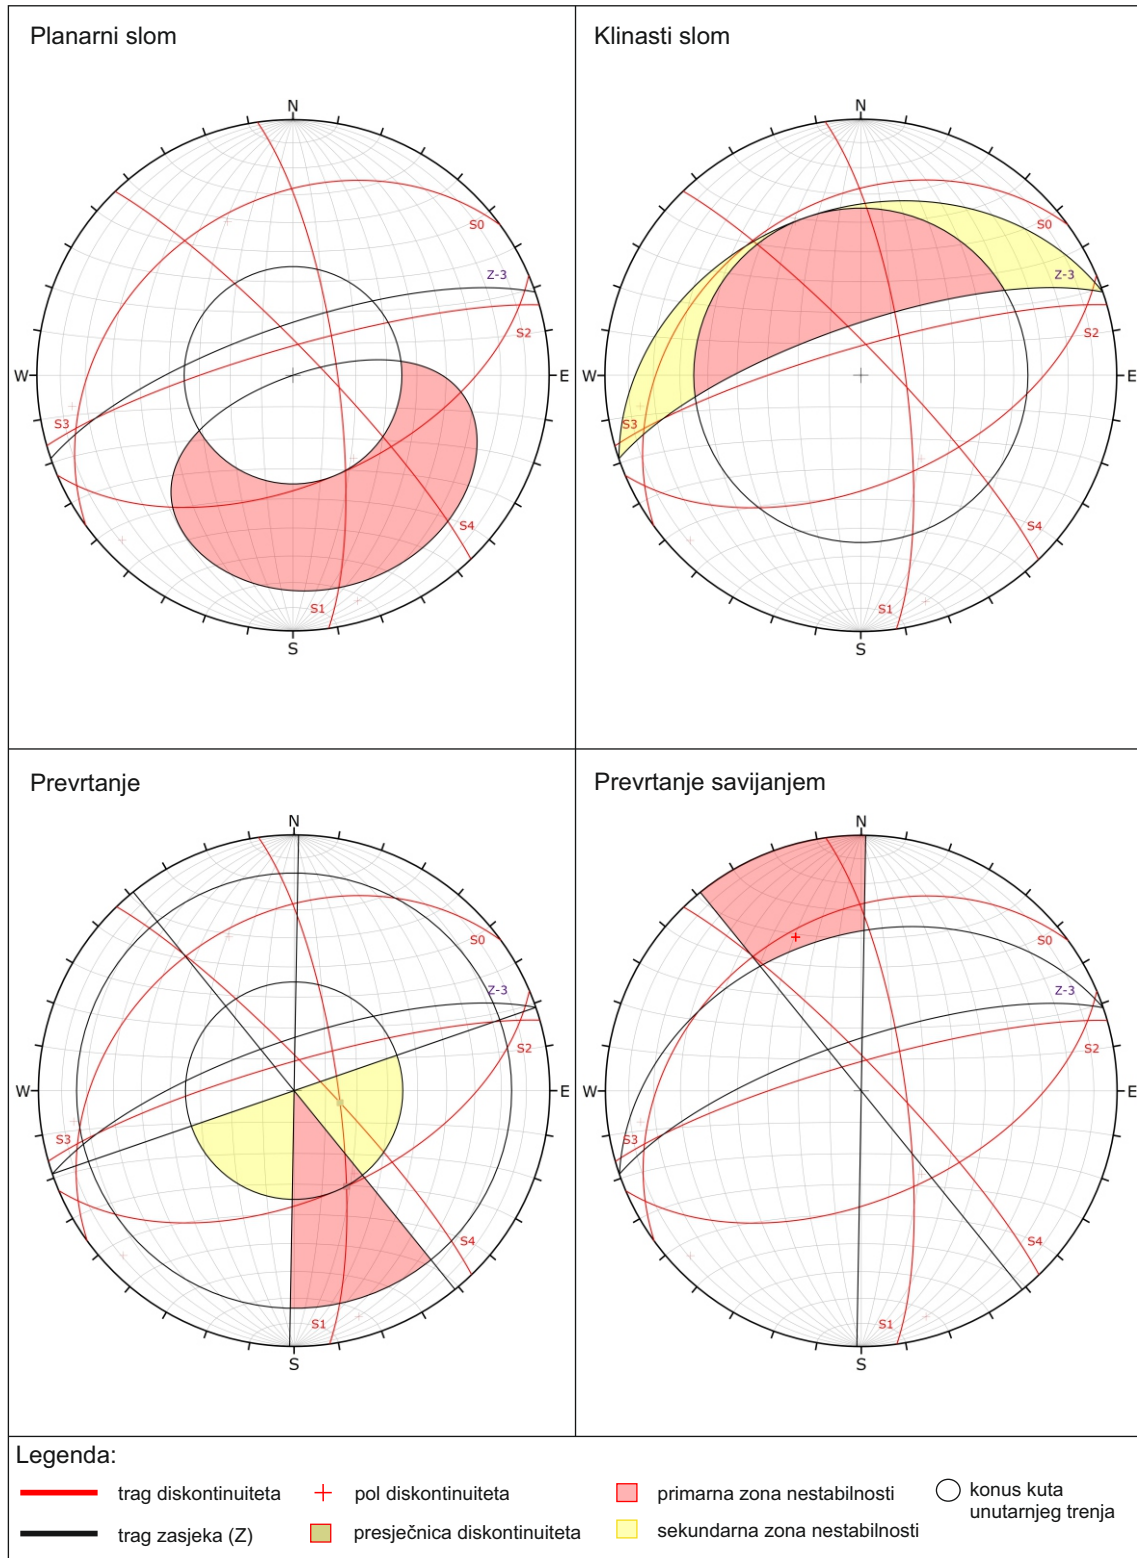 Planarni slom
N
S0
Z-3
S2
W
E
S3
S4
S1
S
Klinasti slom
N
S0
Z-3
S2
W
E
S3
S4
S1
S
Prevrtanje
N
S0
Z-3
S2
W
E
S3
S4
S1
S
Prevrtanje savijanjem
N
S0
Z-3
S2
W
E
S3
S4
S1
S
Legenda:
trag diskontinuiteta
pol diskontinuiteta
primarna zona nestabilnosti
konus kuta
unutarnjeg trenja
trag zasjeka (Z)
presječnica diskontinuiteta
sekundarna zona nestabilnosti